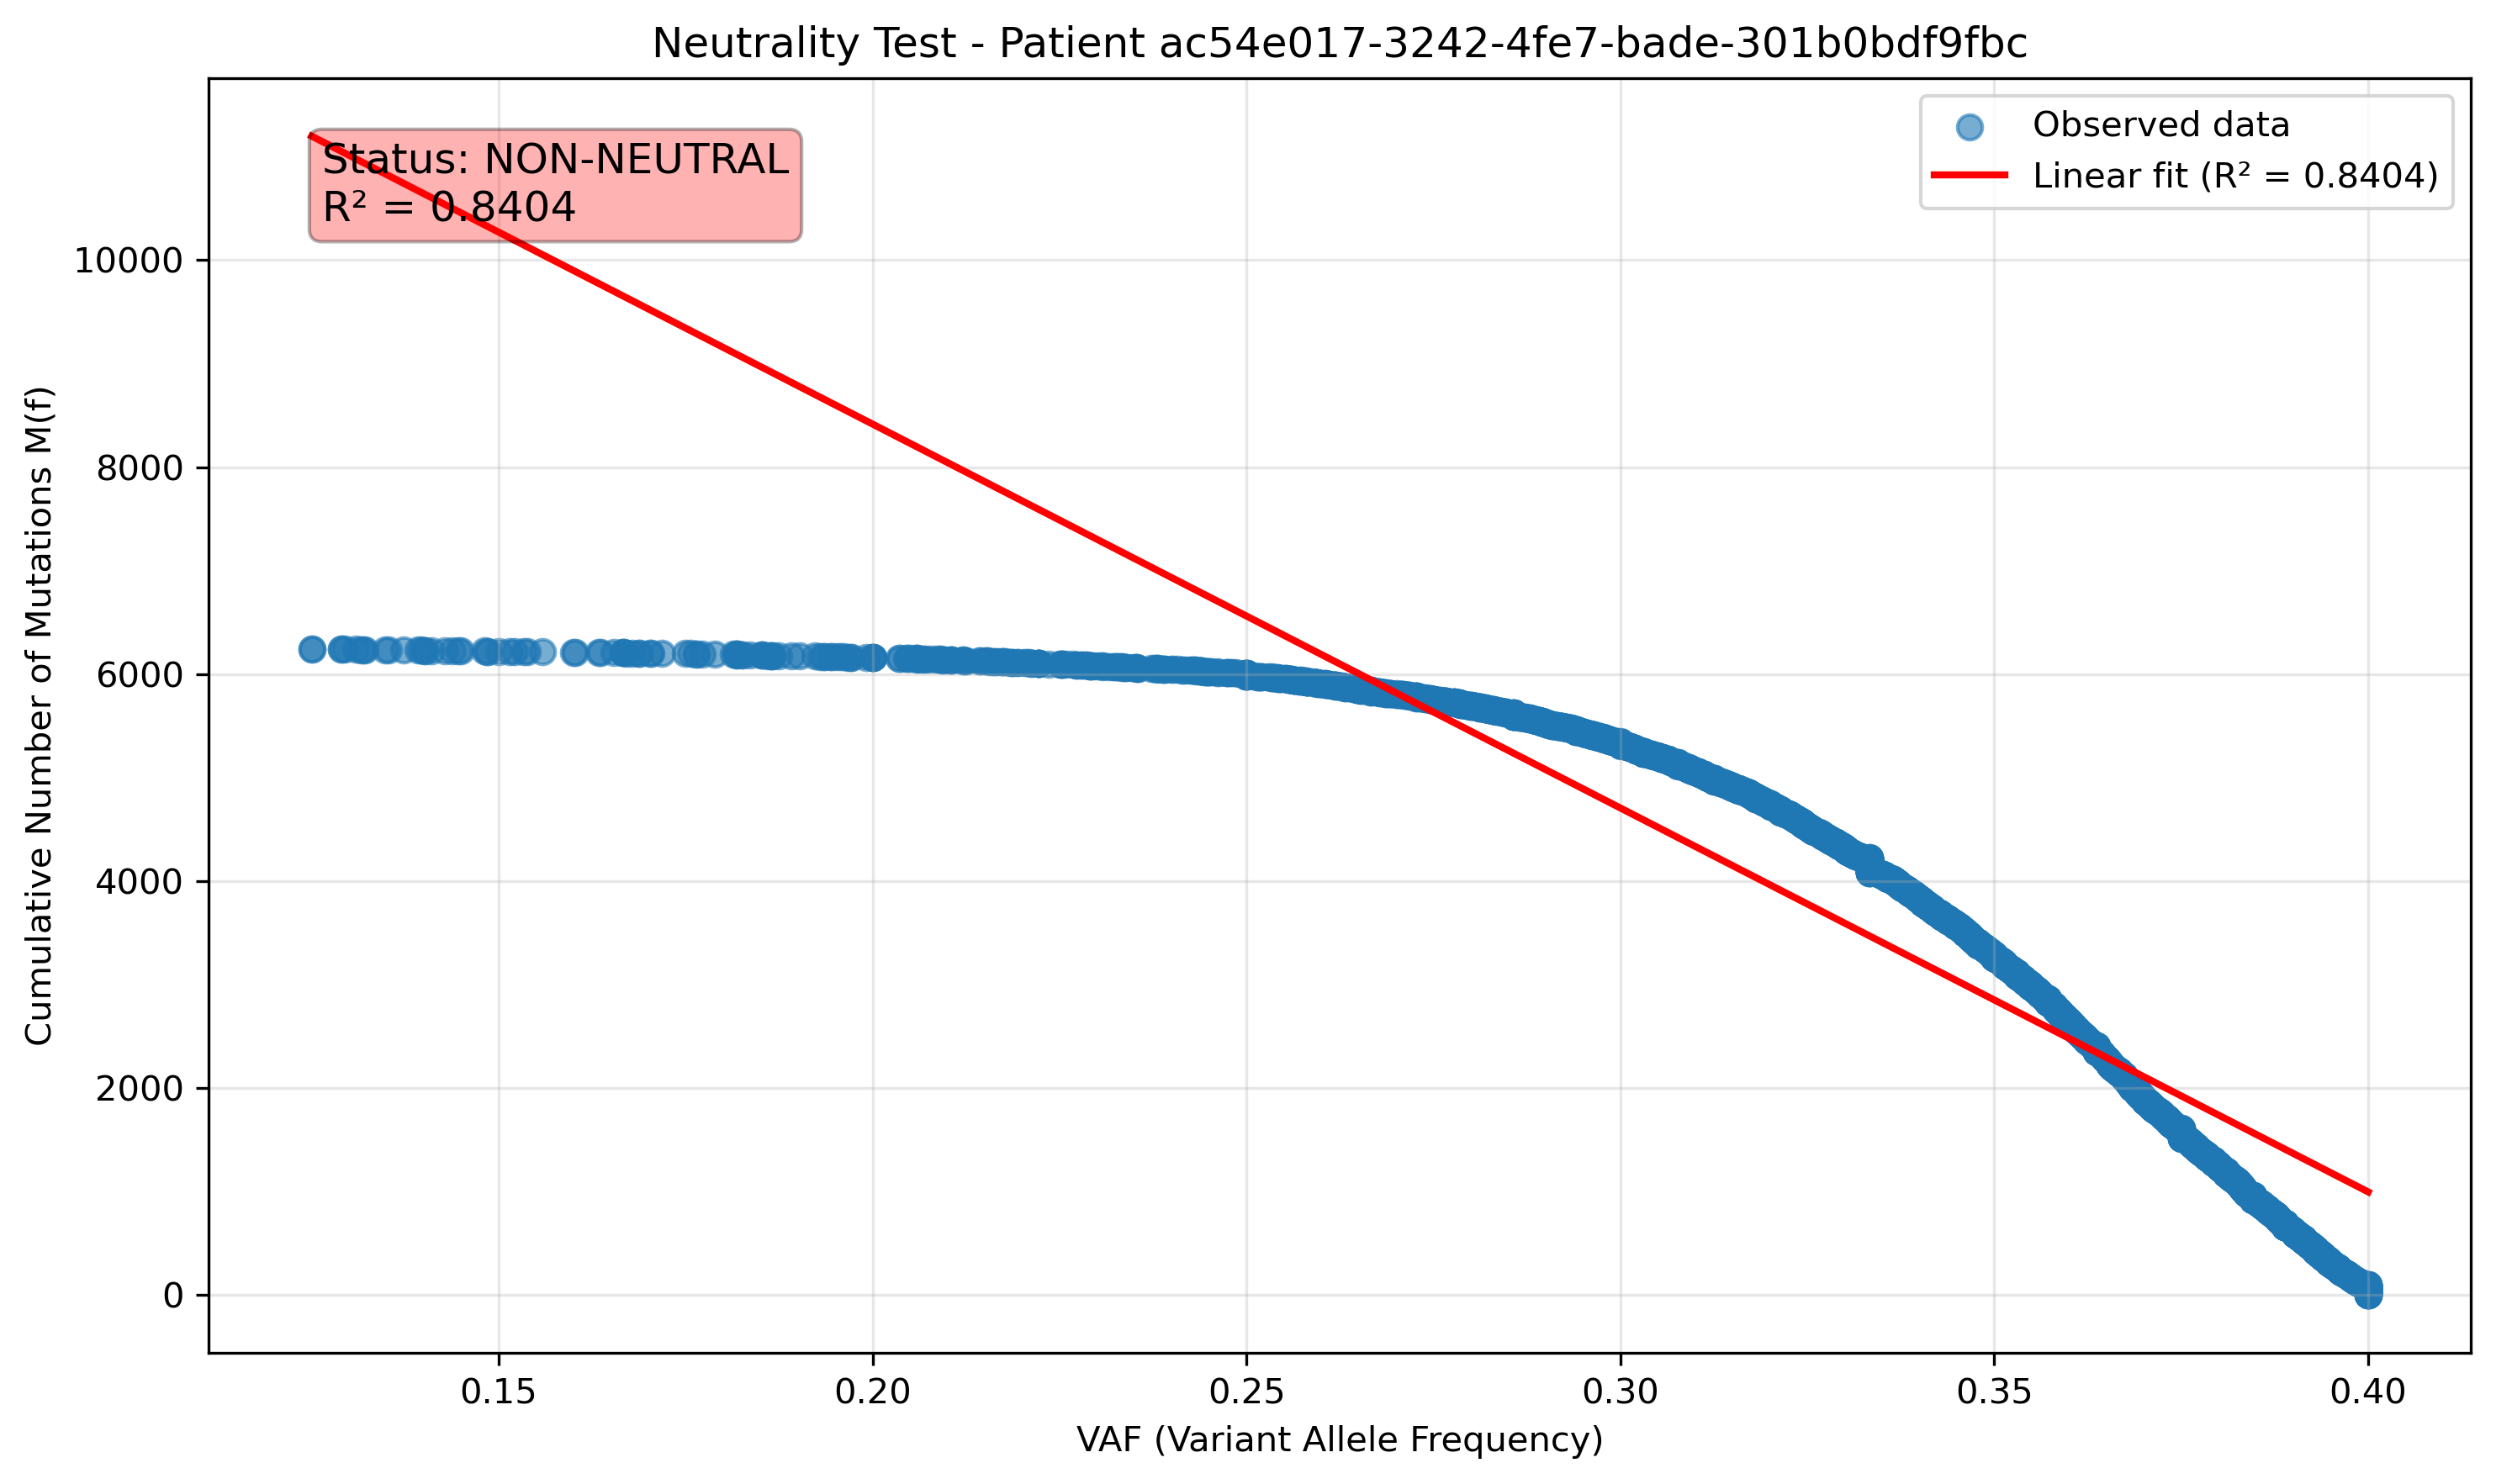 Neutrality Test - Patient ac54e017-3242-4fe7-bade-301b0bdf9fbc
Status: NON-NEUTRAL
R² = 0.8404
Observed data
Linear fit (R² = 0.8404)
Cumulative Number of Mutations M(f)
10000
8000
6000
4000
2000
0
0.15
0.20
0.25
0.30
0.35
0.40
VAF (Variant Allele Frequency)